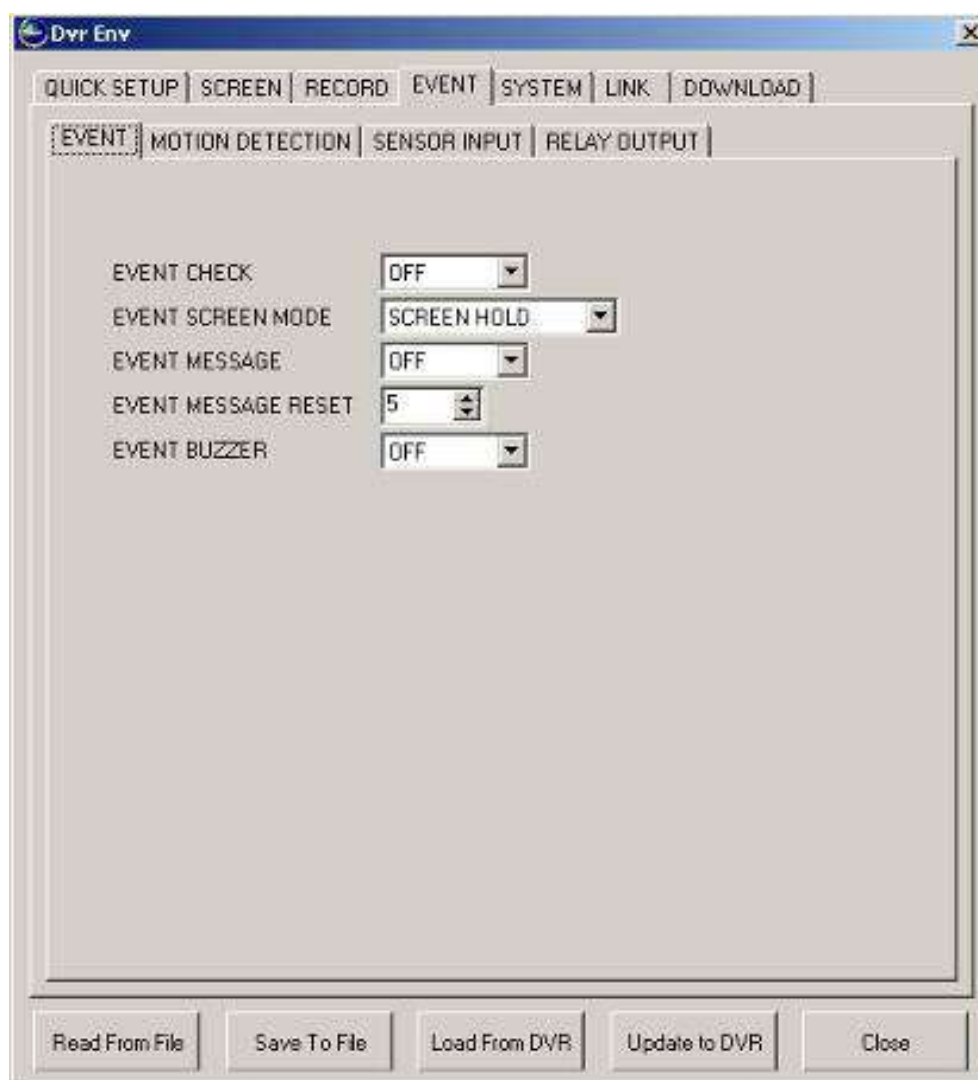 Dvr Env
QUICK SETUP SCREEN RECORD EVENT SYSTEM LINK DOWNLOAD
EVENT MOTION DETECTION SENSOR INPUT RELAY OUTPUT
EVENT CHECK OFF
EVENT SCREEN MODE SCREEN HOLD
EVENT MESSAGE OFF
EVENT MESSAGE RESET 5
EVENT BUZZER OFF
Read From File Save To File Load From DVR Update to DVR Close